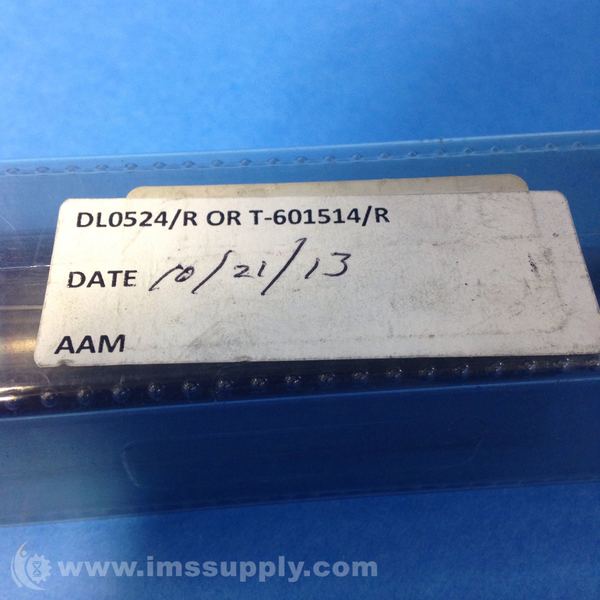 DL0524/R OR T-601514/R
DATE 10/21/13
AAM
www.imssupply.com